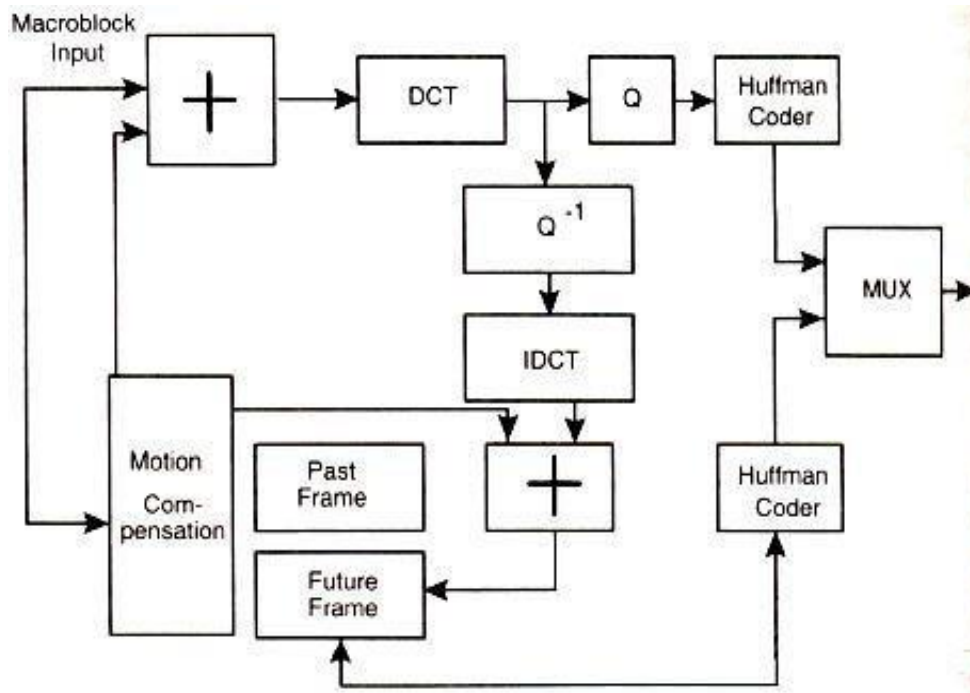 Macroblock
Input
+
DCT
Q
Huffman
Coder
Q -1
MUX
IDCT
Motion
Com-
pensation
Past
Frame
+
Huffman
Coder
Future
Frame